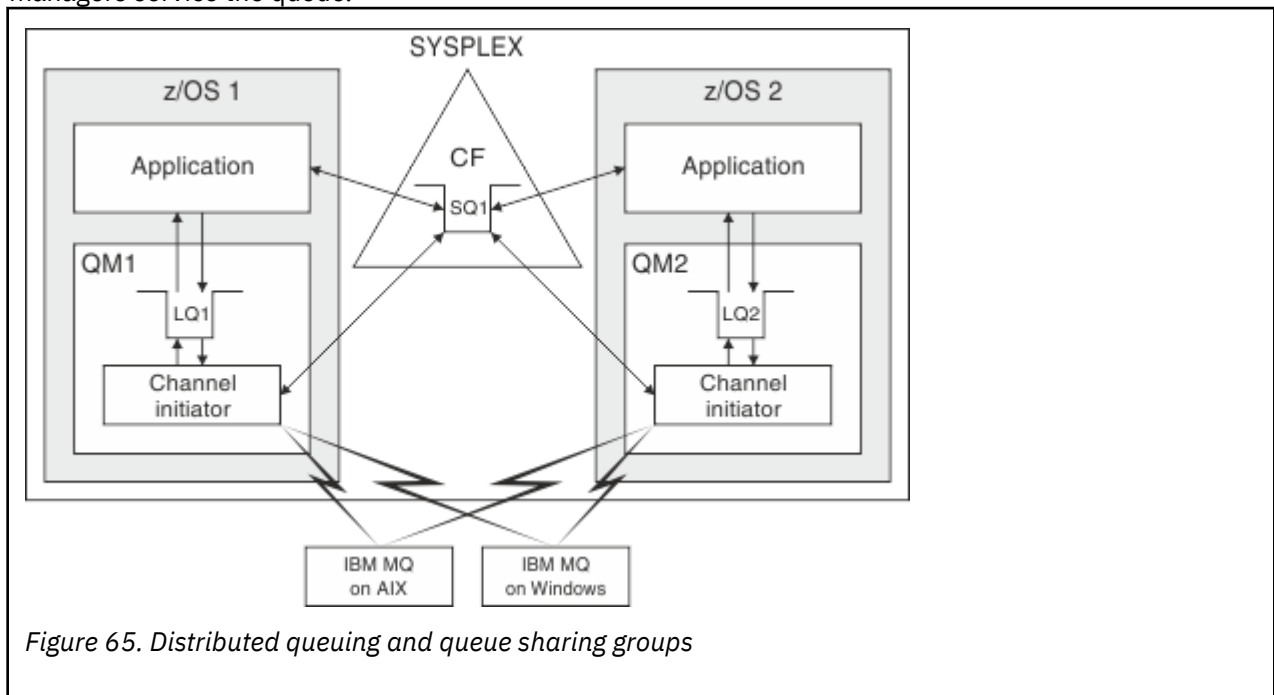 managers service the queue.
SYSPLEX
z/OS 1
z/OS 2
Application
CF
Application
SQ1
QM1
QM2
LQ1
LQ2
Channel
initiator
Channel
initiator
IBM MQ
on AIX
IBM MQ
on Windows
Figure 65. Distributed queuing and queue sharing groups